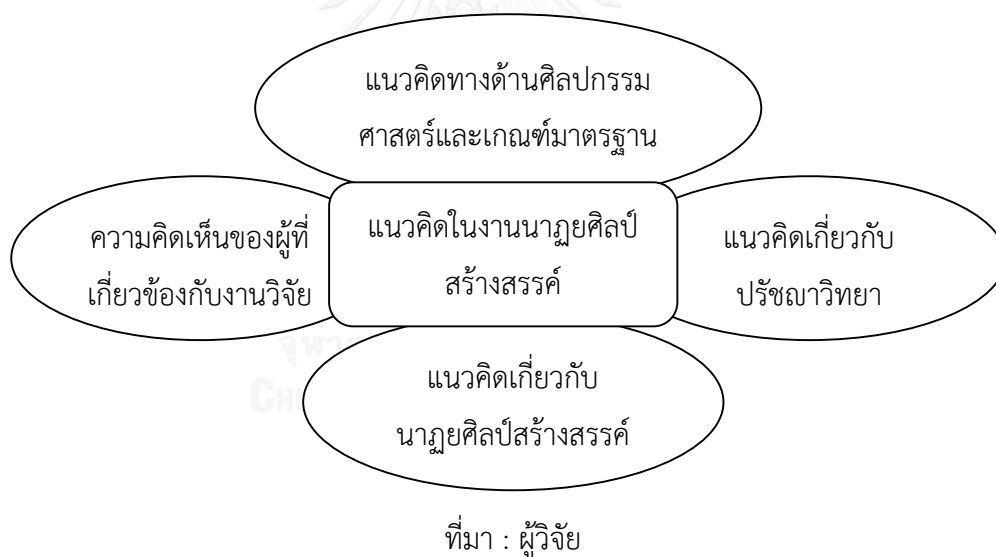 แนวคิดทางด้านศิลปกรรม
ศาสตร์และเกณฑ์มาตรฐาน
ความคิดเห็นของผู้ที่
เกี่ยวข้องกับงานวิจัย
แนวคิดในงานนาฏยศิลป์
สร้างสรรค์
แนวคิดเกี่ยวกับ
ปรัชญาวิทยา
แนวคิดเกี่ยวกับ
นาฏยศิลป์สร้างสรรค์
ที่มา : ผู้วิจัย